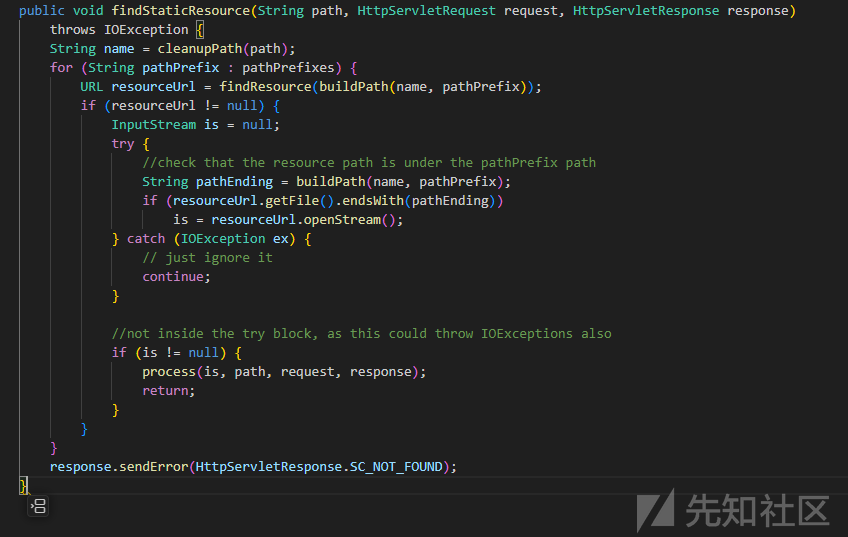 public void findStaticResource(String path, HttpServletRequest request, HttpServletResponse response)
        throws IOException {
    String name = cleanupPath(path);
    for (String pathPrefix : pathPrefixes) {
        URL resourceUrl = findResource(buildPath(name, pathPrefix));
        if (resourceUrl != null) {
            InputStream is = null;
            try {
                //check that the resource path is under the pathPrefix path
                String pathEnding = buildPath(name, pathPrefix);
                if (resourceUrl.getFile().endsWith(pathEnding))
                    is = resourceUrl.openStream();
            } catch (IOException ex) {
                // just ignore it
                continue;
            }

            //not inside the try block, as this could throw IOExceptions also
            if (is != null) {
                process(is, path, request, response);
                return;
            }
        }
    }
    response.sendError(HttpServletResponse.SC_NOT_FOUND);
}
先知社区